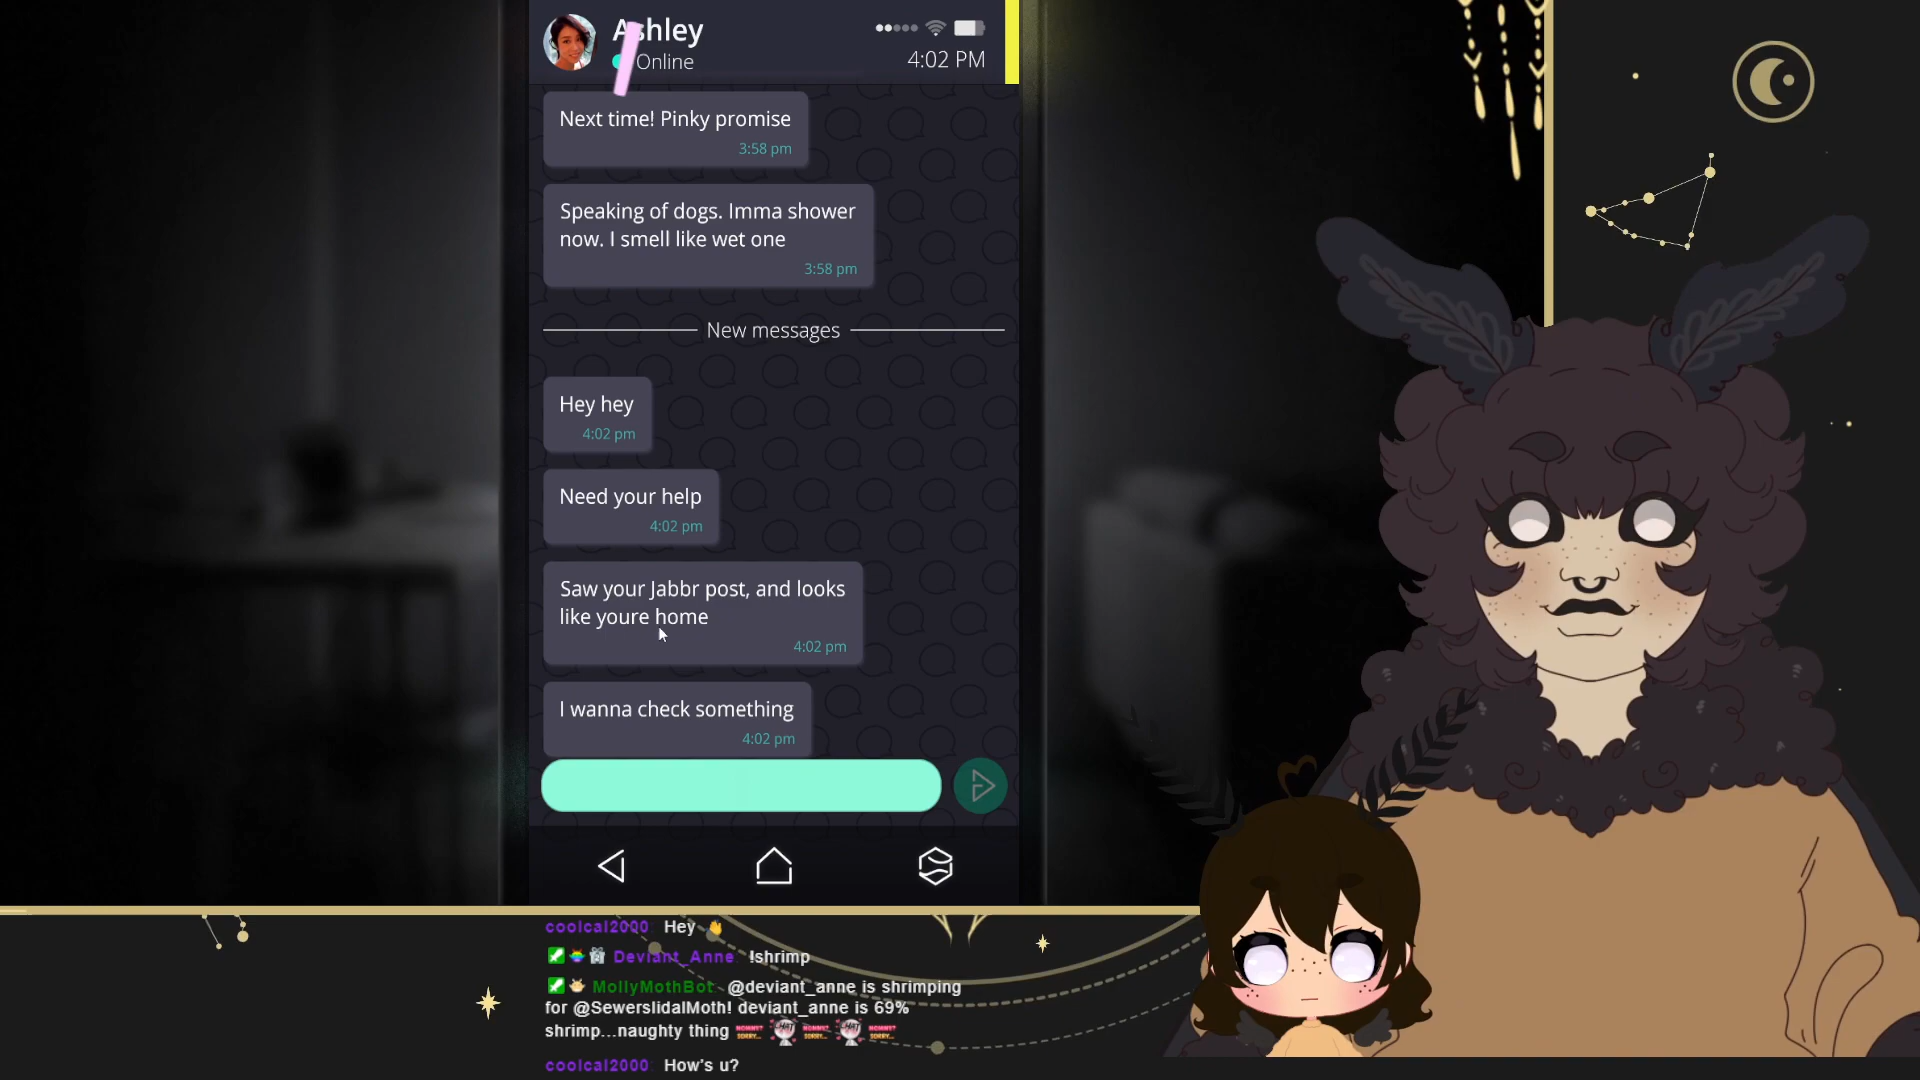 Ashley
Online
4:02 PM
Next time! Pinky promise
3:58 pm
Speaking of dogs. Imma shower
now. I smell like wet one
3:58 pm
New messages
Hey hey
4:02 pm
Need your help
4:02 pm
Saw your Jabbr post, and looks
like youre home
4:02 pm
I wanna check something
4:02 pm
coolcal2000: Hey
Deviant_Anne: !shrimp
MollyMothBot: @deviant_anne is shrimping
for @SewerslidalMoth! deviant_anne is 69%
shrimp...naughty thing
coolcal2000: How's u?